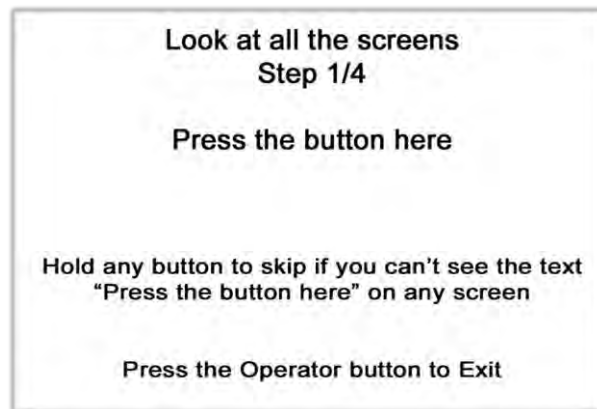 Look at all the screens
Step 1/4
Press the button here
Hold any button to skip if you can't see the text
“Press the button here” on any screen
Press the Operator button to Exit